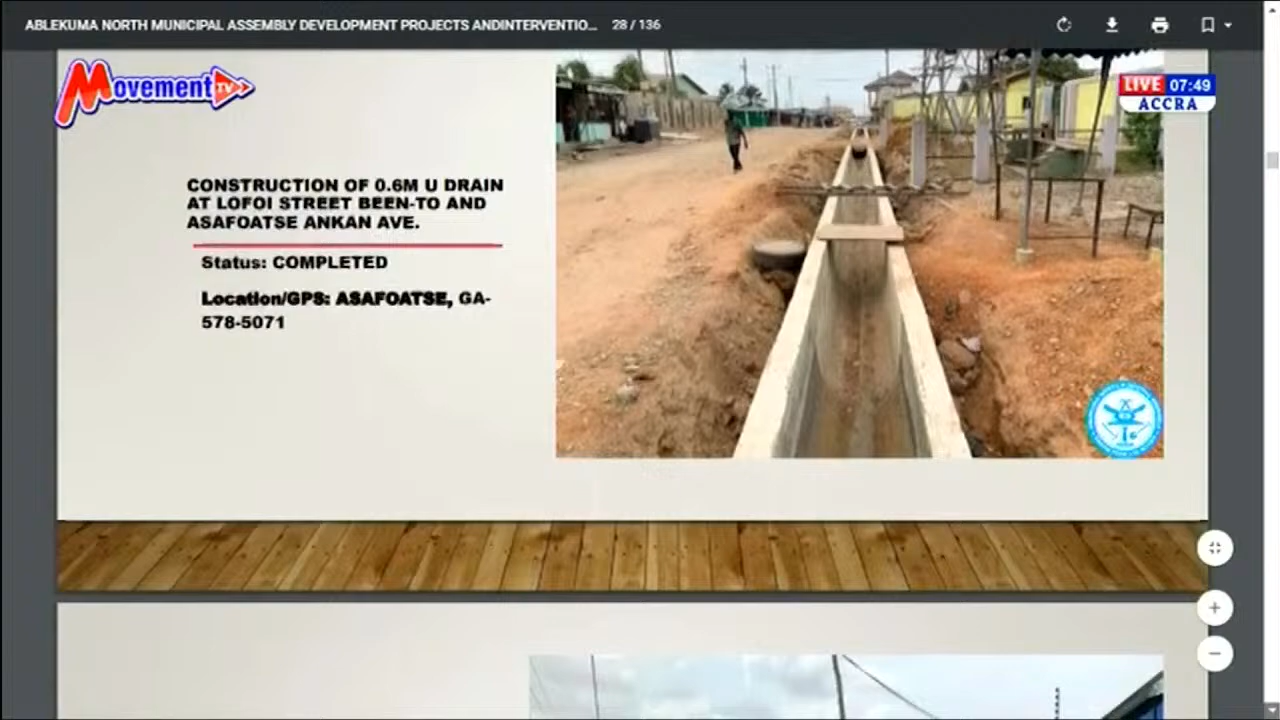 ABLEKUMA NORTH MUNICIPAL ASSEMBLY DEVELOPMENT PROJECTS ANDINTERVENTIO... 28 / 136
Movement TV
LIVE 07:49
ACCRA
CONSTRUCTION OF 0.6M U DRAIN
AT LOFOI STREET BEEN-TO AND
ASAFOATSE ANKAN AVE.
Status: COMPLETED
Location/GPS: ASAFOATSE, GA-
578-5071